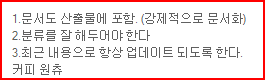 1.문서도 산출물에 포함. (강제적으로 문서화)
2.분류를 잘 해두어야한다
3.최근 내용으로 항상 업데이트 되도록 한다.
커피 원츄